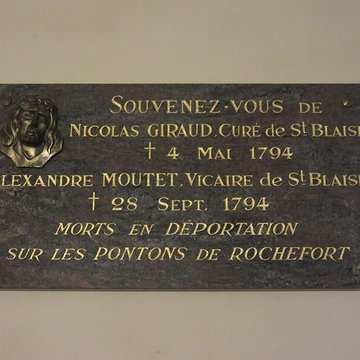 SOUVENEZ-VOUS DE
NICOLAS GIRAUD. CURÉ de St BLAISE
† 4 MAI 1794
ALEXANDRE MOUTET. VICAIRE de St BLAISE
† 28 SEPT. 1794
MORTS EN DÉPORTATION
SUR LES PONTONS DE ROCHEFORT